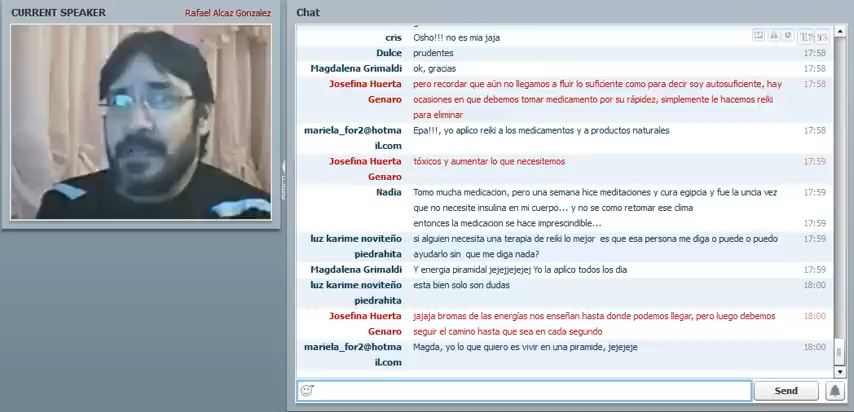 CURRENT SPEAKER
Rafael Alcaz Gonzalez
Chat
cris Osho!!! no es mia jaja
Dulce prudentes 17:58
Magdalena Grimaldi ok, gracias 17:58
Josefina Huerta pero recordar que aún no llegamos a fluir lo suficiente como para decir soy autosuficiente, hay 17:58
Genaro ocasiones en que debemos tomar medicamento por su rápidez, simplemente le hacemos reiki
para eliminar
mariela_for2@hotma Epa!!!, yo aplico reiki a los medicamentos y a productos naturales 17:58
il.com
Josefina Huerta tóxicos y aumentar lo que necesitemos 17:59
Genaro
Nadia Tomo mucha medicacion, pero una semana hice meditaciones y cura egipcia y fue la uncia vez 17:59
que no necesite insulina en mi cuerpo... y no se como retomar ese clima
entonces la medicacion se hace imprescindible... 17:59
luz karime noviteño si alguien necesita una terapia de reiki lo mejor es que esa persona me diga o puede o puedo 17:59
piedrahita ayudarlo sin que me diga nada?
Magdalena Grimaldi Y energia piramidal jejejjejejej Yo la aplico todos los dia 17:59
luz karime noviteño esta bien solo son dudas 18:00
piedrahita
Josefina Huerta jajaja bromas de las energías nos enseñan hasta donde podemos llegar, pero luego debemos 18:00
Genaro seguir el camino hasta que sea en cada segundo
mariela_for2@hotma Magda, yo lo que quiero es vivir en una piramide, jejejeje 18:00
il.com
Send